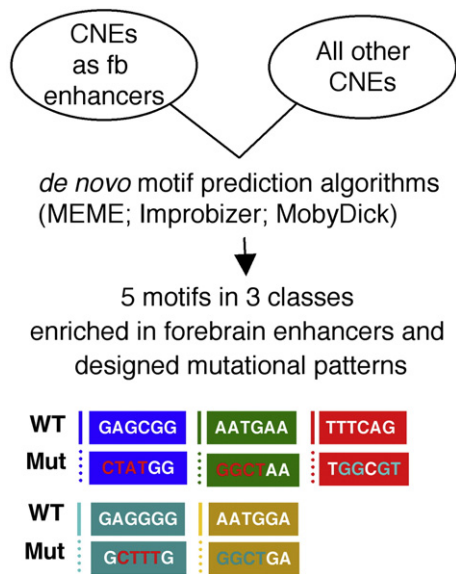 CNEs
as fb
enhancers
All other
CNEs
de novo motif prediction algorithms
(MEME; Improbizer; MobyDick)
5 motifs in 3 classes
enriched in forebrain enhancers and
designed mutational patterns
WT GAGCGG AATGAA TTTCAG
Mut CTATGG GGCTAA TGGCGT
WT GAGGGG AATGGA
Mut GCTTTG GGCTGA